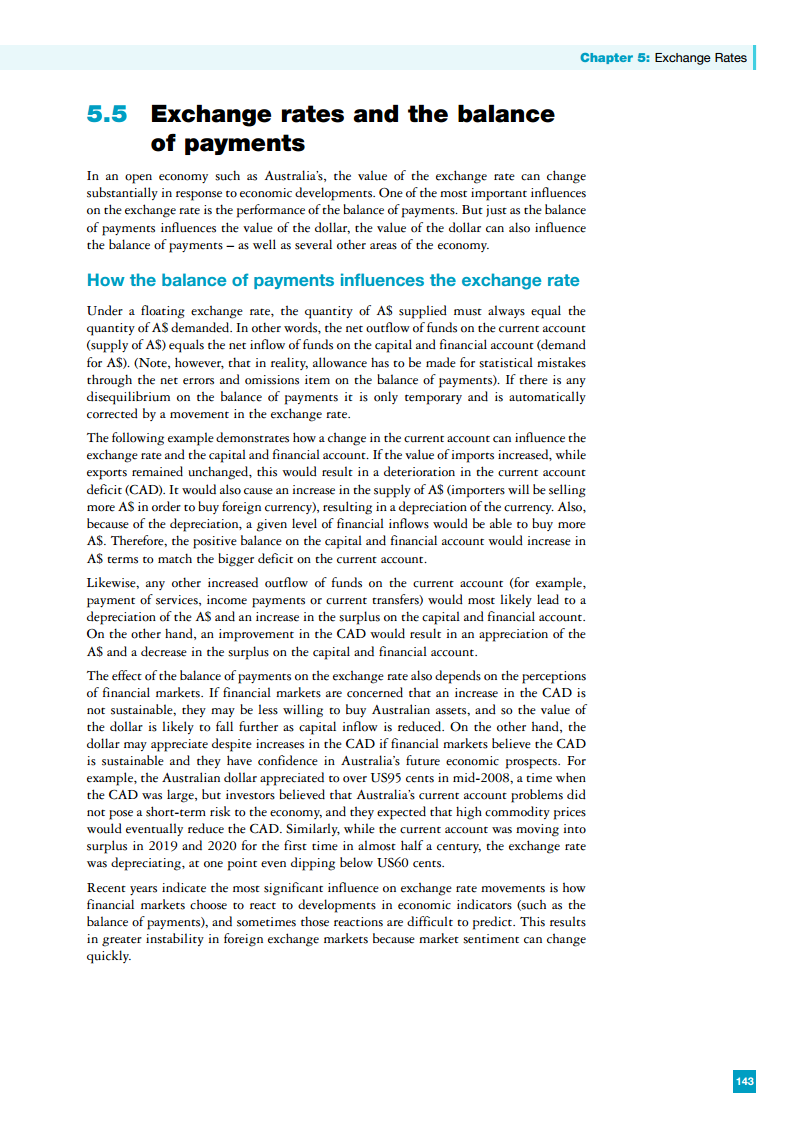 Chapter 5: Exchange Rates
5.5 Exchange rates and the balance
of payments
In an open economy such as Australia's, the value of the exchange rate can change
substantially in response to economic developments. One of the most important influences
on the exchange rate is the performance of the balance of payments. But just as the balance
of payments influences the value of the dollar, the value of the dollar can also influence
the balance of payments – as well as several other areas of the economy.
How the balance of payments influences the exchange rate
Under a floating exchange rate, the quantity of A$ supplied must always equal the
quantity of A$ demanded. In other words, the net outflow of funds on the current account
(supply of A$) equals the net inflow of funds on the capital and financial account (demand
for A$). (Note, however, that in reality, allowance has to be made for statistical mistakes
through the net errors and omissions item on the balance of payments). If there is any
disequilibrium on the balance of payments it is only temporary and is automatically
corrected by a movement in the exchange rate.
The following example demonstrates how a change in the current account can influence the
exchange rate and the capital and financial account. If the value of imports increased, while
exports remained unchanged, this would result in a deterioration in the current account
deficit (CAD). It would also cause an increase in the supply of A$ (importers will be selling
more A$ in order to buy foreign currency), resulting in a depreciation of the currency. Also,
because of the depreciation, a given level of financial inflows would be able to buy more
A$. Therefore, the positive balance on the capital and financial account would increase in
A$ terms to match the bigger deficit on the current account.
Likewise, any other increased outflow of funds on the current account (for example,
payment of services, income payments or current transfers) would most likely lead to a
depreciation of the A$ and an increase in the surplus on the capital and financial account.
On the other hand, an improvement in the CAD would result in an appreciation of the
A$ and a decrease in the surplus on the capital and financial account.
The effect of the balance of payments on the exchange rate also depends on the perceptions
of financial markets. If financial markets are concerned that an increase in the CAD is
not sustainable, they may be less willing to buy Australian assets, and so the value of
the dollar is likely to fall further as capital inflow is reduced. On the other hand, the
dollar may appreciate despite increases in the CAD if financial markets believe the CAD
is sustainable and they have confidence in Australia's future economic prospects. For
example, the Australian dollar appreciated to over US95 cents in mid-2008, a time when
the CAD was large, but investors believed that Australia's current account problems did
not pose a short-term risk to the economy, and they expected that high commodity prices
would eventually reduce the CAD. Similarly, while the current account was moving into
surplus in 2019 and 2020 for the first time in almost half a century, the exchange rate
was depreciating, at one point even dipping below US60 cents.
Recent years indicate the most significant influence on exchange rate movements is how
financial markets choose to react to developments in economic indicators (such as the
balance of payments), and sometimes those reactions are difficult to predict. This results
in greater instability in foreign exchange markets because market sentiment can change
quickly.
143